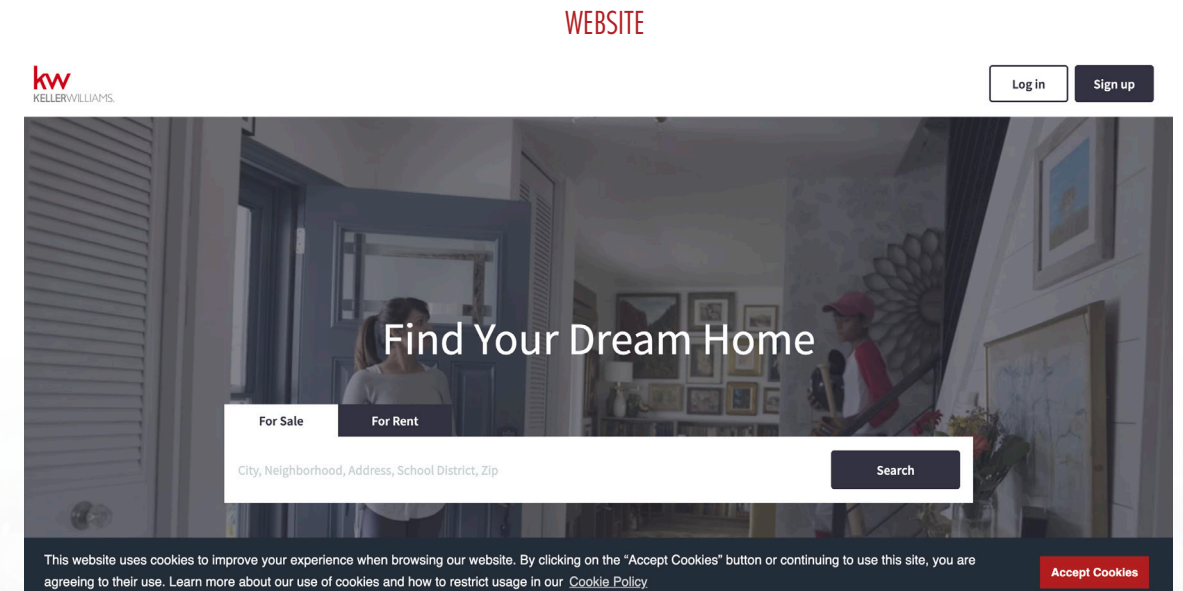 WEBSITE
kw
KELLERWILLIAMS.
Log in
Sign up
Find Your Dream Home
For Sale
For Rent
City, Neighborhood, Address, School District, Zip
Search
This website uses cookies to improve your experience when browsing our website. By clicking on the “Accept Cookies” button or continuing to use this site, you are
agreeing to their use. Learn more about our use of cookies and how to restrict usage in our Cookie Policy
Accept Cookies